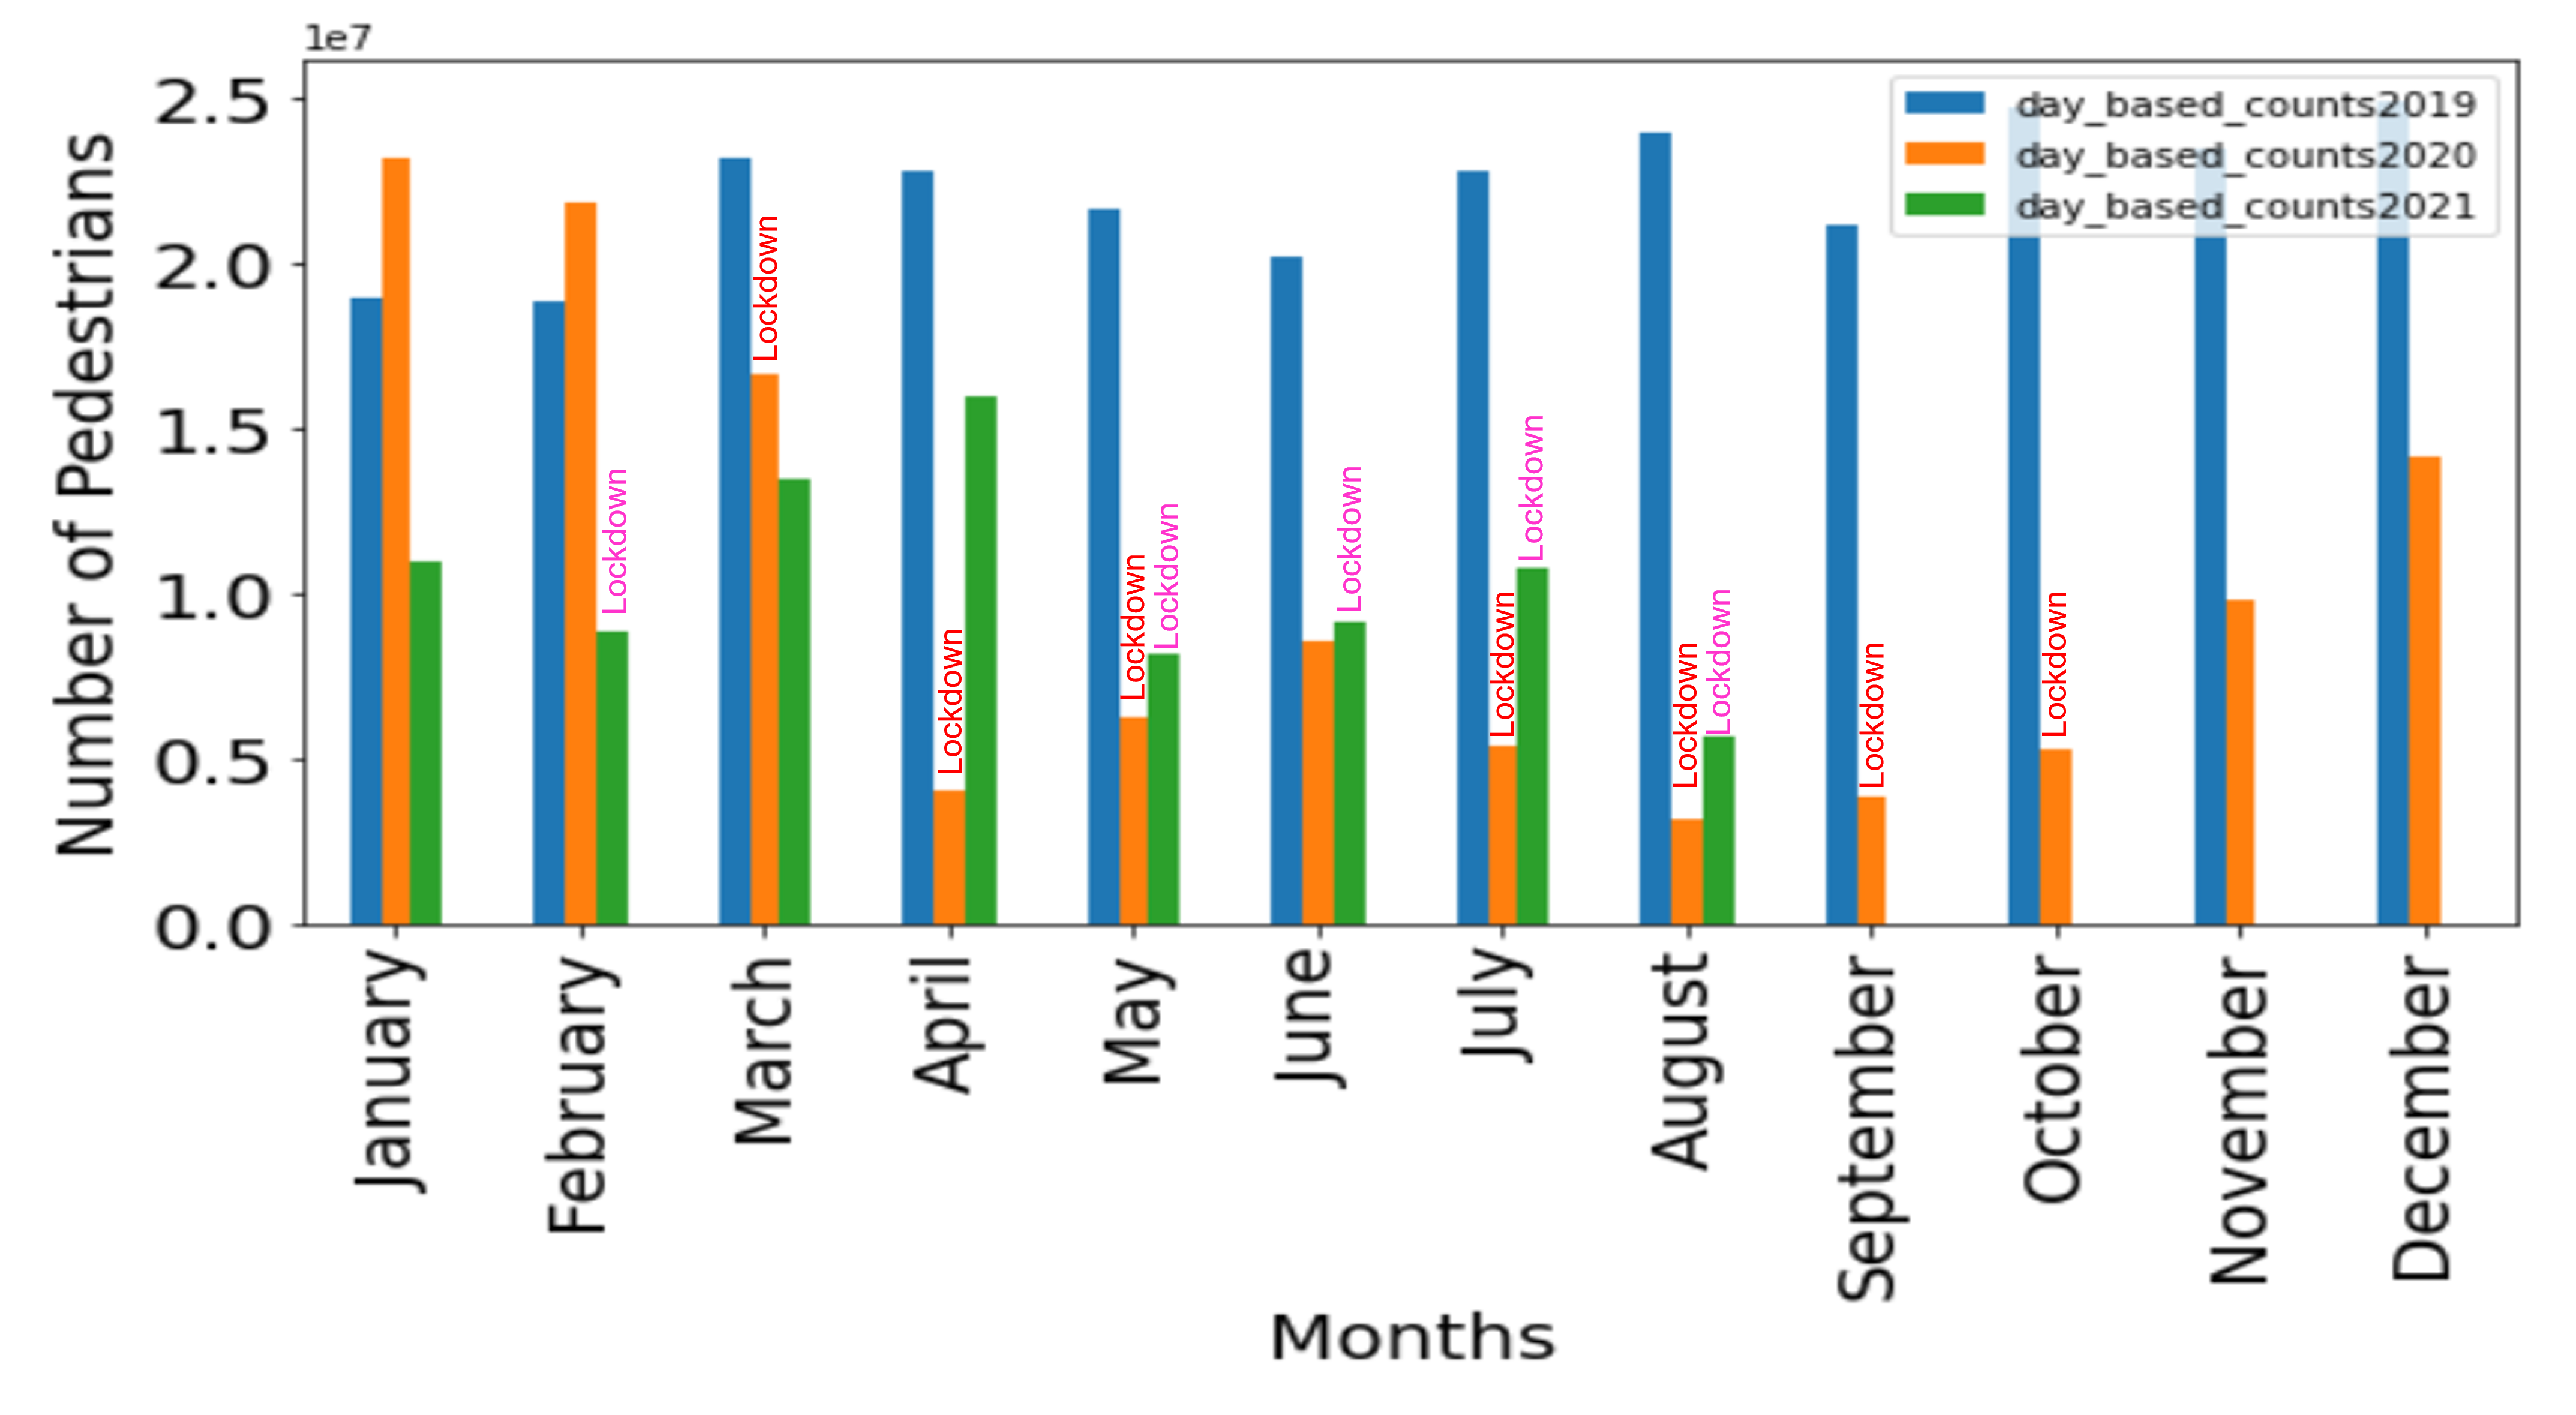 1e7
2.5
2.0
1.5
1.0
0.5
0.0
Number of Pedestrians
day_based_counts2019
day_based_counts2020
day_based_counts2021
Lockdown
Lockdown
Lockdown
Lockdown
Lockdown
Lockdown
Lockdown
Lockdown
Lockdown
Lockdown
Lockdown
Lockdown
January
February
March
April
May
June
July
August
September
October
November
December
Months